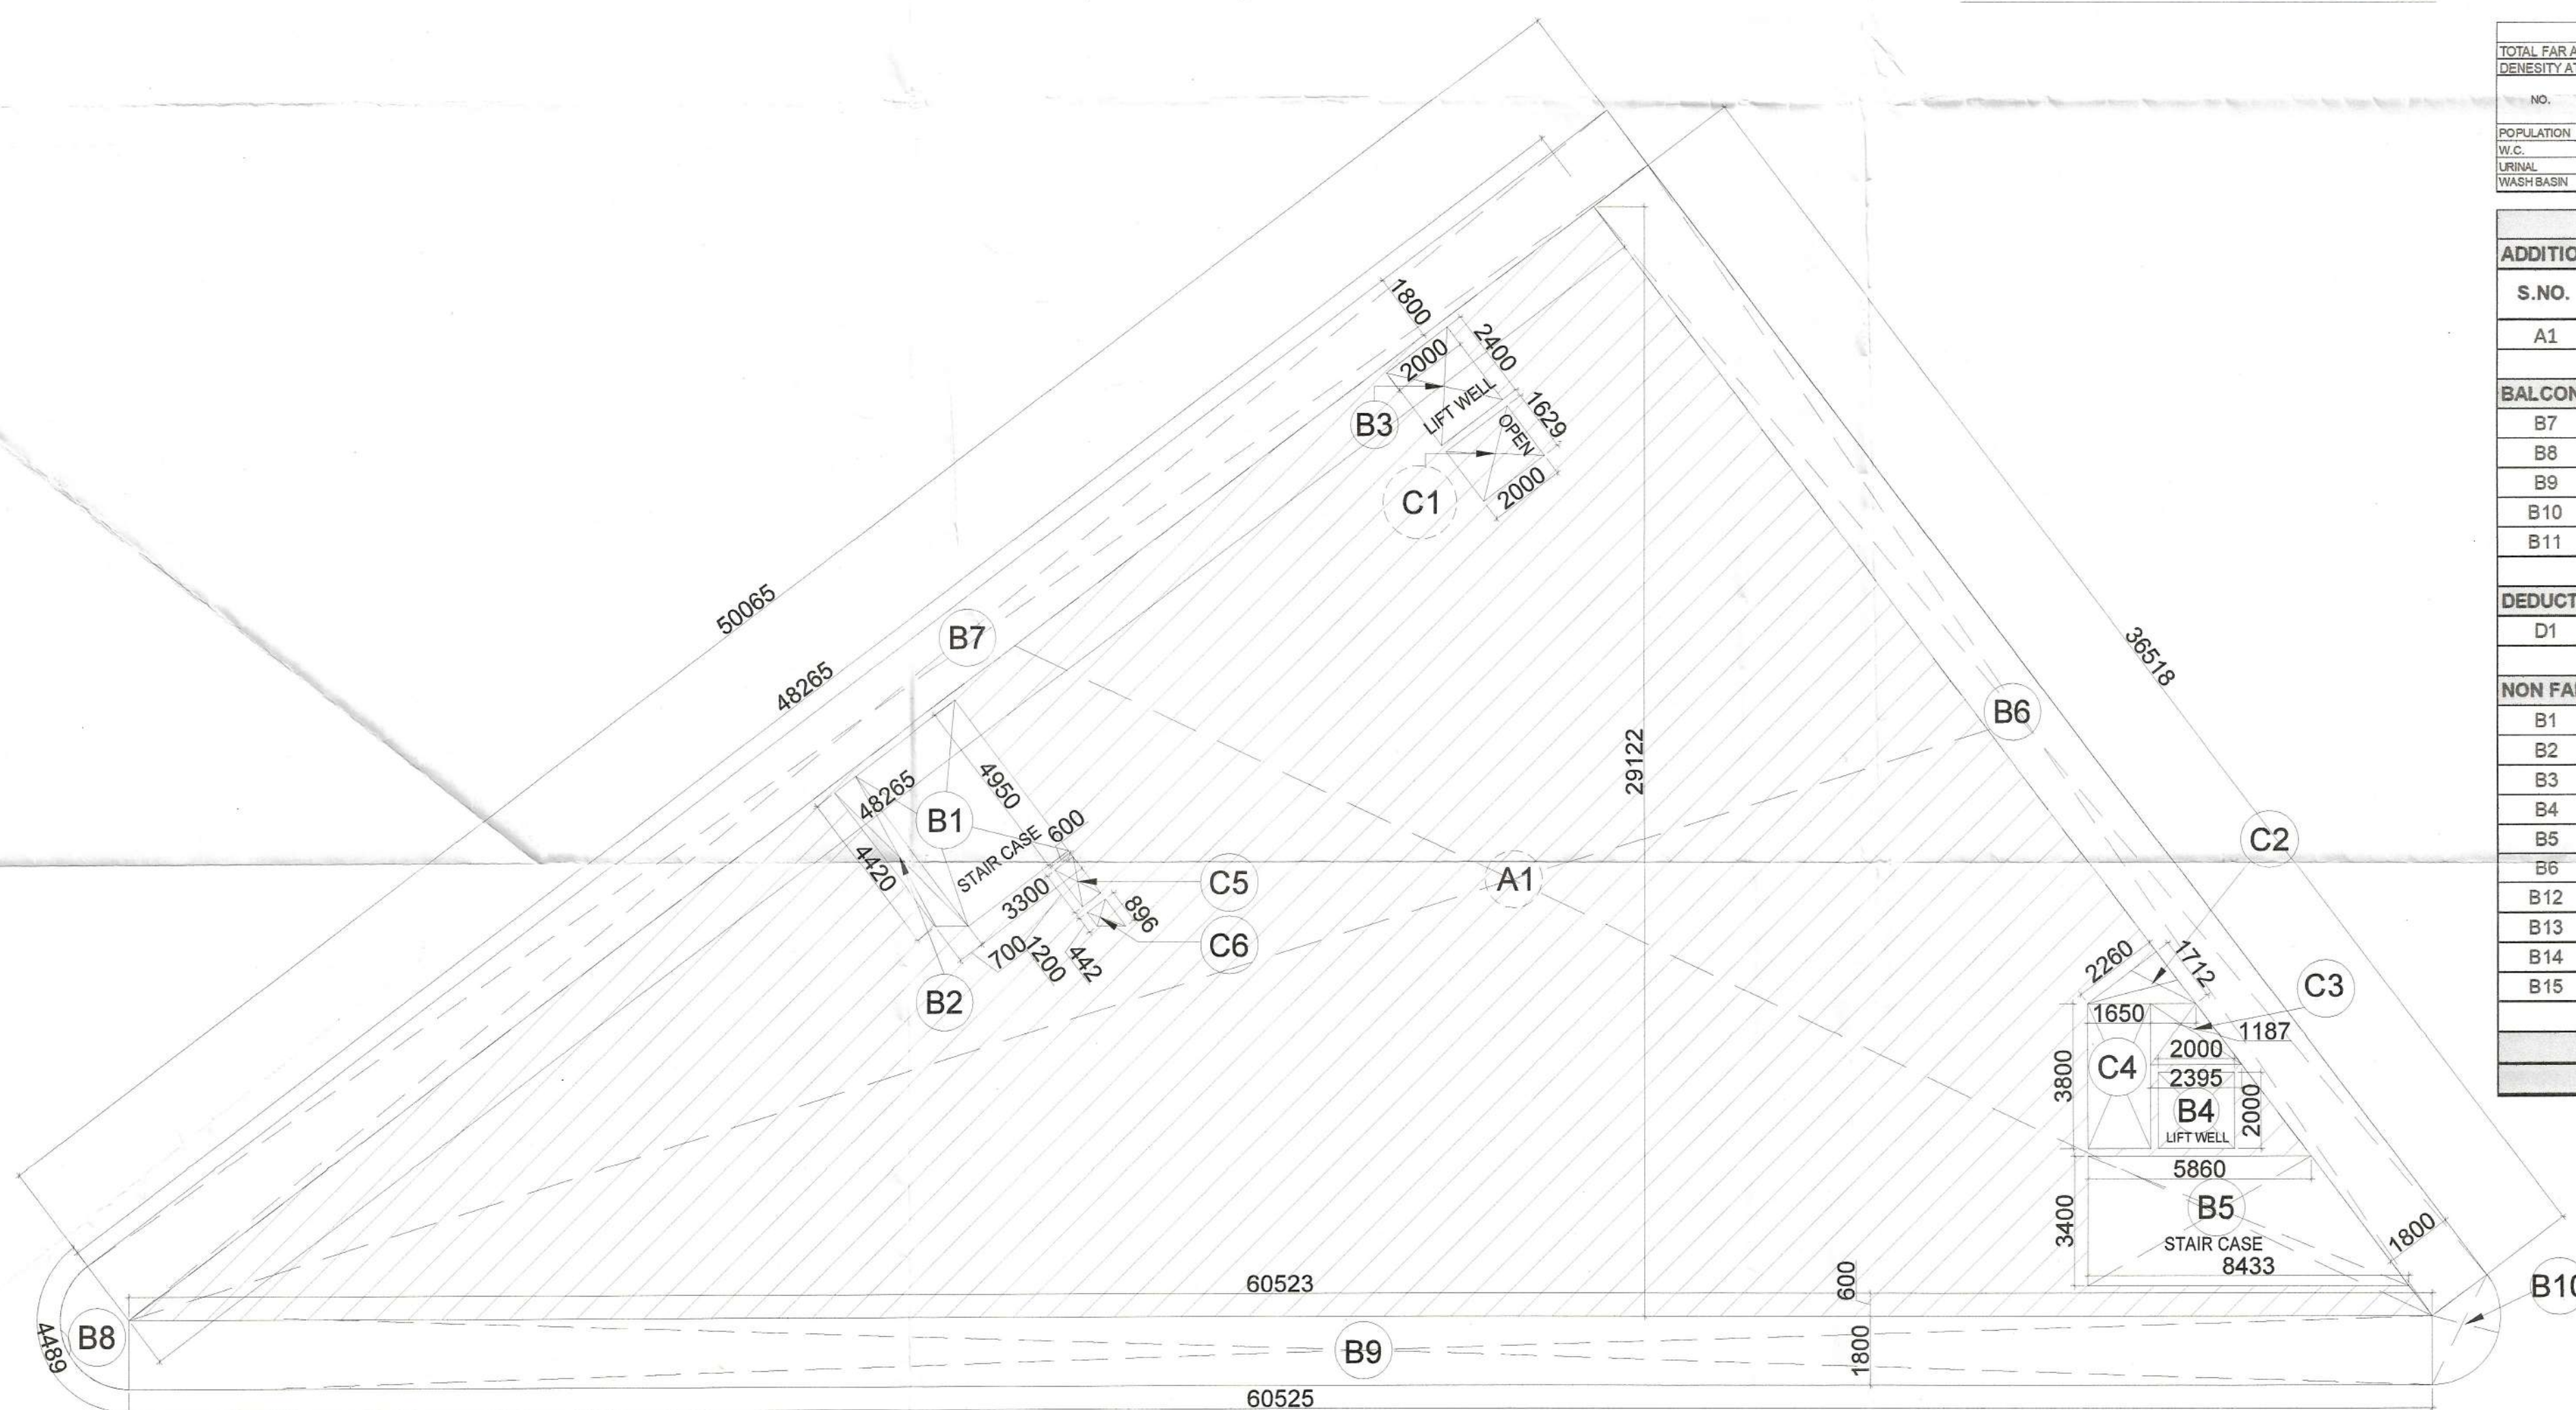 TOTAL FAR A
DENESITY AT
NO.
POPULATION
W.C.
URINAL
WASH BASIN
ADDITIO
S.NO.
A1
BALCON
B7
B8
B9
B10
B11
DEDUCT
D1
NON FA
B1
B2
B3
B4
B5
B6
B12
B13
B14
B15
1800
2000
2400
LIFT WELL
1629
OPEN
B3
C1
2000
50065
48265
B7
36518
B6
29122
48265
B1
4950
600
STAIR CASE
4420
3300
C5
896
C6
700
1200
442
B2
A1
C2
2260
1712
C3
1650
1187
2000
3800
C4
2395
B4
2000
LIFT WELL
5860
3400
B5
STAIR CASE
8433
1800
60523
600
B10
B8
4489
B9
1800
60525